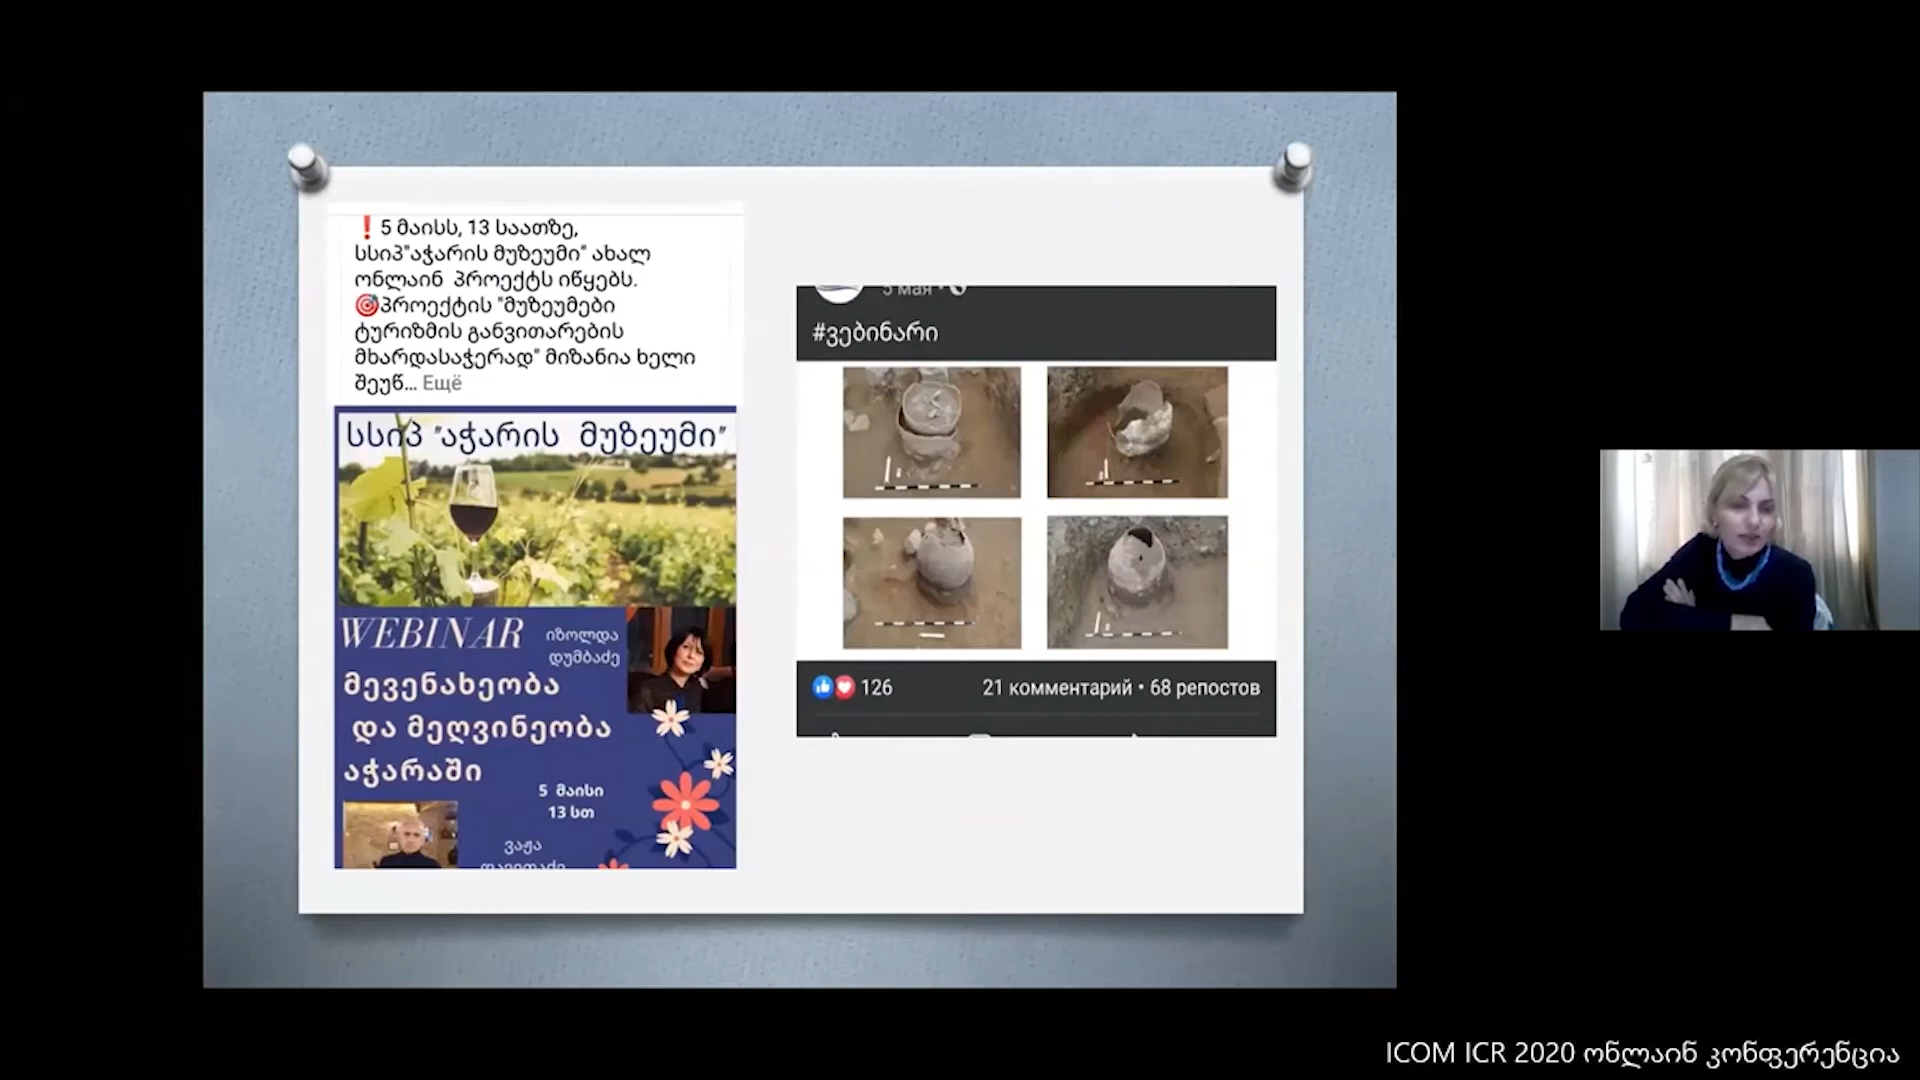 ❗5 მაისს, 13 საათზე,
სსიპ"აჭარის მუზეუმი" ახალ
ონლაინ პროექტს იწყებს.
🎯პროექტის "მუზეუმები
ტურიზმის განვითარების
მხარდასაჭერად" მიზანია ხელი
შეუწ... Ещё
სსიპ "აჭარის მუზეუმი"
WEBINAR
იზოლდა
დუმბაძე
მევენახეობა
და მეღვინეობა
აჭარაში
5 მაისი
13 სთ
ვაჟა
5 мая
#ვებინარი
126
21 комментарий • 68 репостов
ICOM ICR 2020 ონლაინ კონფერენცია